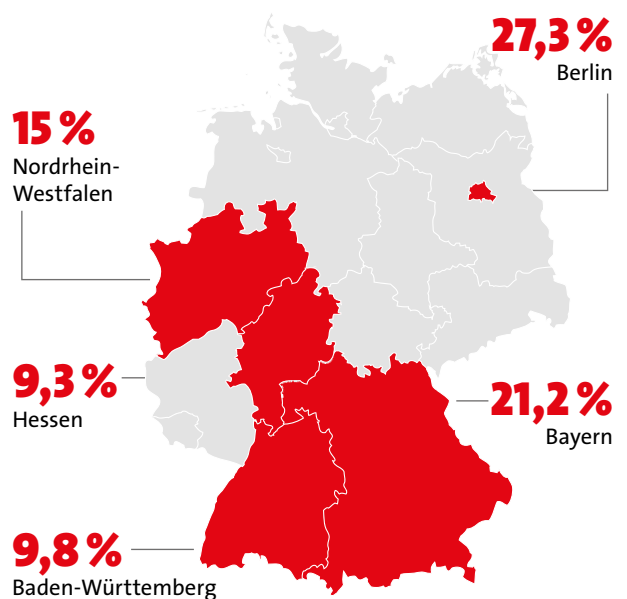 27,3 %
Berlin
15 %
Nordrhein-
Westfalen
9,3 %
Hessen
21,2 %
Bayern
9,8 %
Baden-Württemberg